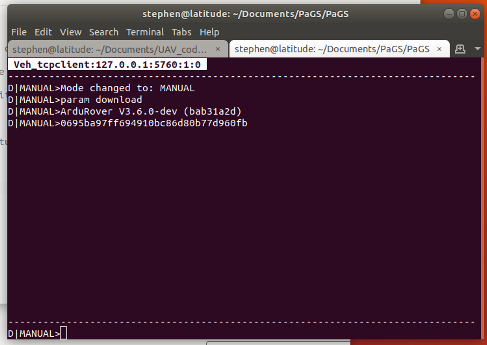 stephen@latitude: ~/Documents/PaGS/PaGS
File Edit View Search Terminal Tabs Help
stephen@latitude: ~/Documents/UAV_cod... × stephen@latitude: ~/Documents/PaGS/PaGS ×
Veh_tcpclient:127.0.0.1:5760:1:0
D|MANUAL>Mode changed to: MANUAL
D|MANUAL>param download
D|MANUAL>ArduRover V3.6.0-dev (bab31a2d)
D|MANUAL>0695ba97ff694910bc86d80b77d960fb
D|MANUAL>